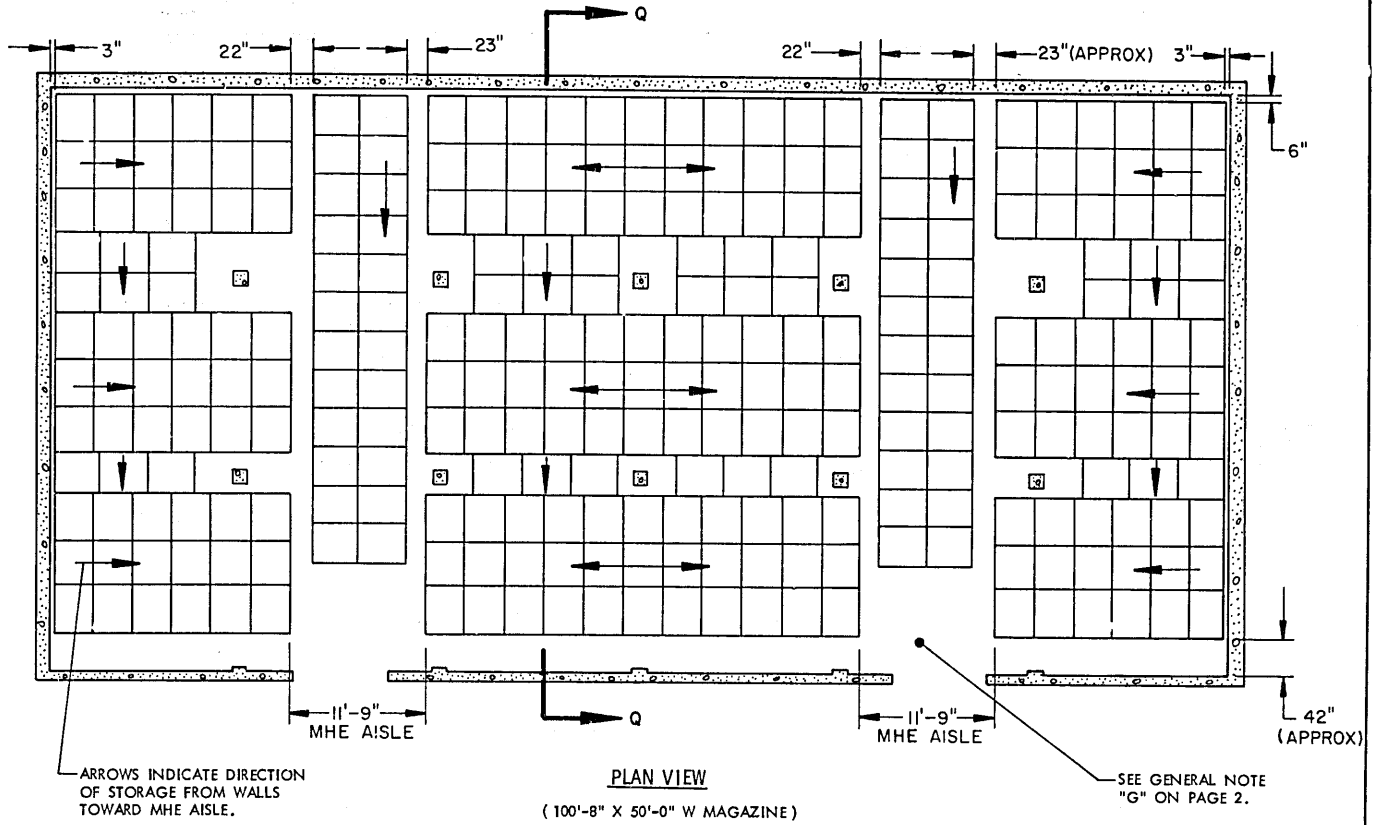 Q
3" 22" 23" 22" 23" (APPROX) 3"
6"
11'-9"
MHE AISLE
Q
11'-9"
MHE AISLE
42"
(APPROX)
ARROWS INDICATE DIRECTION
OF STORAGE FROM WALLS
TOWARD MHE AISLE.
PLAN VIEW
(100'-8" X 50'-0" W MAGAZINE)
SEE GENERAL NOTE
"G" ON PAGE 2.